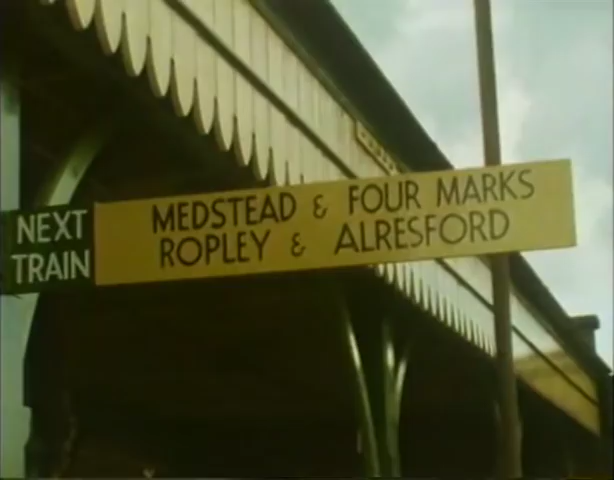 NEXT
TRAIN
MEDSTEAD & FOUR MARKS
ROPLEY & ALRESFORD